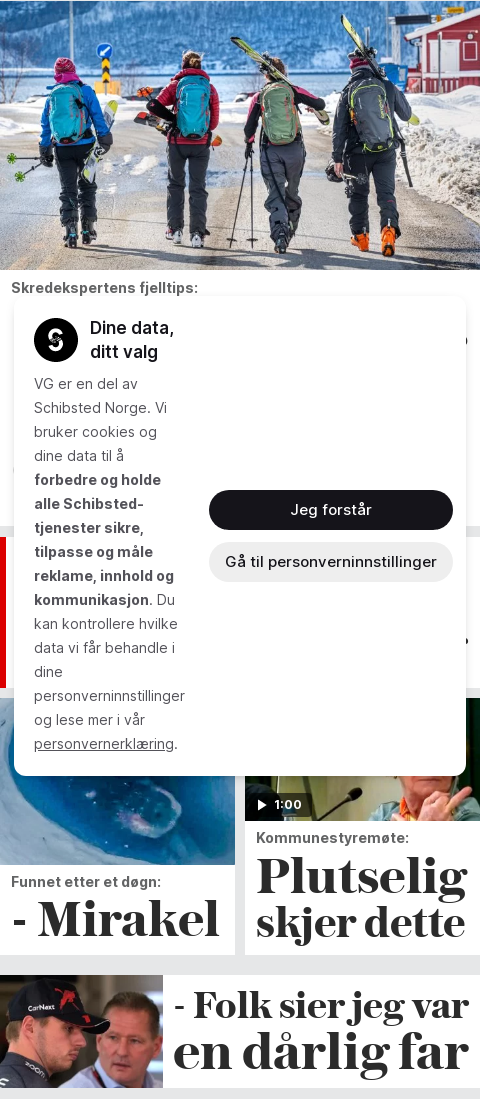 Skredekspertens fjelltips:
Dine data,
ditt valg
VG er en del av
Schibsted Norge. Vi
bruker cookies og
dine data til å
forbedre og holde
alle Schibsted-
tjenester sikre,
tilpasse og måle
reklame, innhold og
kommunikasjon. Du
kan kontrollere hvilke
data vi får behandle i
dine
personverninnstillinger
og lese mer i vår
personvernerklæring.
Jeg forstår
Gå til personverninnstillinger
1:00
Funnet etter et døgn:
- Mirakel
Kommunestyremøte:
Plutselig
skjer dette
CarNext
zoom
- Folk sier jeg var
en dårlig far